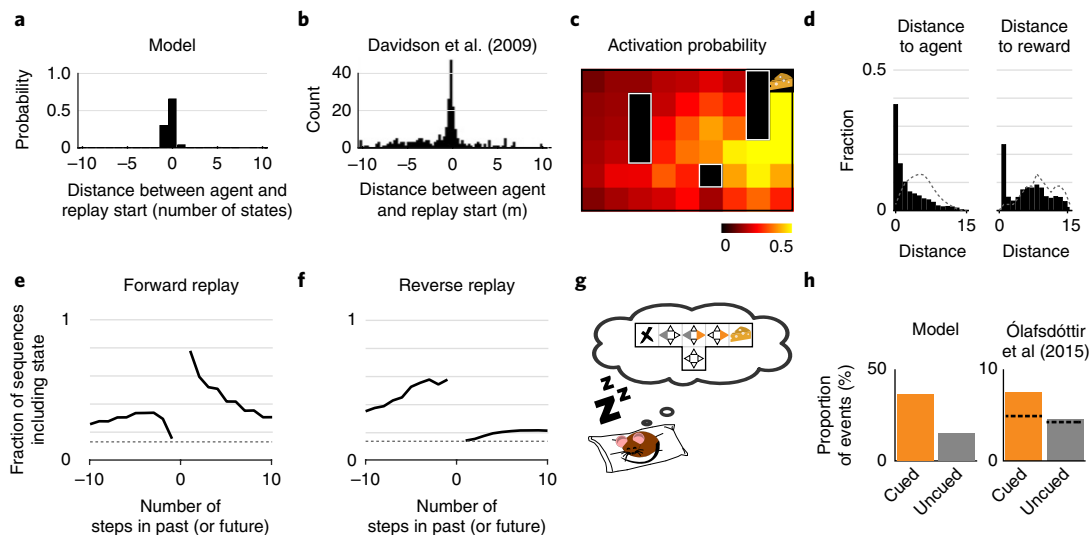 a
Model
Probability
1.0
0.5
0
−10
−5
0
5
10
Distance between agent and
replay start (number of states)
b
Davidson et al. (2009)
Count
40
20
0
−10
−5
0
5
10
Distance between agent
and replay start (m)
c
Activation probability
0
0.5
d
Distance
to agent
Distance
to reward
Fraction
0.5
0
0
15
0
15
Distance
Distance
e
Forward replay
Fraction of sequences
including state
1
0
−10
0
10
Number of
steps in past (or future)
f
Reverse replay
1
0
−10
0
10
Number of
steps in past (or future)
g
z
z
Z
z
h
Model
Ólafsdóttir
et al (2015)
Proportion
of events (%)
50
0
Cued
Uncued
10
0
Cued
Uncued